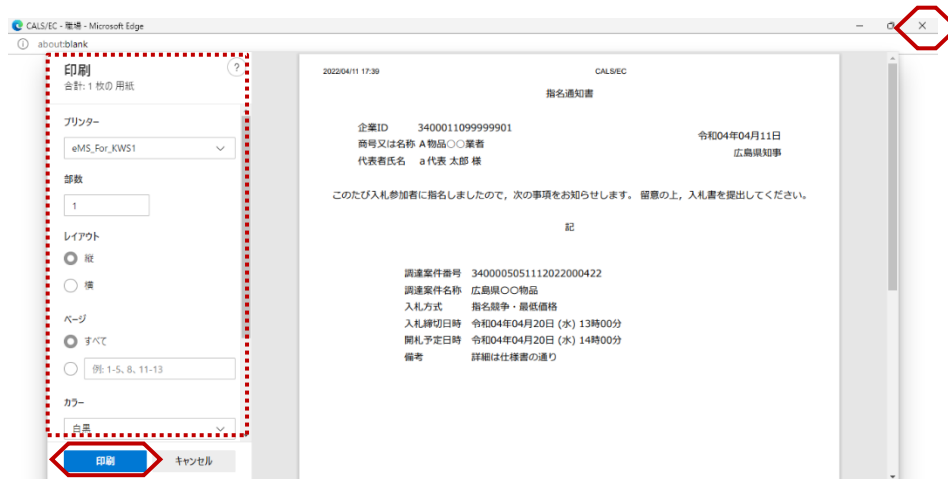 CALS/EC - 職場 - Microsoft Edge
about:blank
印刷
?
合計: 1 枚の 用紙
プリンター
eMS_For_KWS1
部数
1
レイアウト
縦
横
ページ
すべて
例: 1-5、8、11-13
カラー
白黒
印刷
キャンセル
2022/04/11 17:39
CALS/EC
指名通知書
企業ID 3400011099999901
商号又は名称 A物品○○業者
代表者氏名 a代表 太郎 様
令和04年04月11日
広島県知事
このたび入札参加者に指名しましたので，次の事項をお知らせします。 留意の上，入札書を提出してください。
記
調達案件番号 3400005051112022000422
調達案件名称 広島県○○物品
入札方式 指名競争・最低価格
入札締切日時 令和04年04月20日 (水) 13時00分
開札予定日時 令和04年04月20日 (水) 14時00分
備考 詳細は仕様書の通り